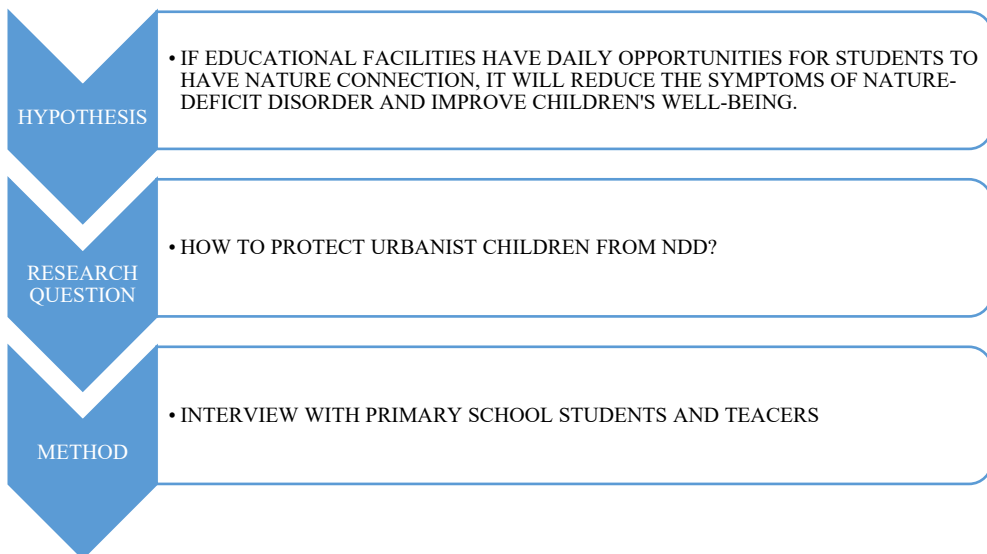 HYPOTHESIS
• IF EDUCATIONAL FACILITIES HAVE DAILY OPPORTUNITIES FOR STUDENTS TO
HAVE NATURE CONNECTION, IT WILL REDUCE THE SYMPTOMS OF NATURE-
DEFICIT DISORDER AND IMPROVE CHILDREN'S WELL-BEING.
RESEARCH
QUESTION
• HOW TO PROTECT URBANIST CHILDREN FROM NDD?
METHOD
• INTERVIEW WITH PRIMARY SCHOOL STUDENTS AND TEACERS